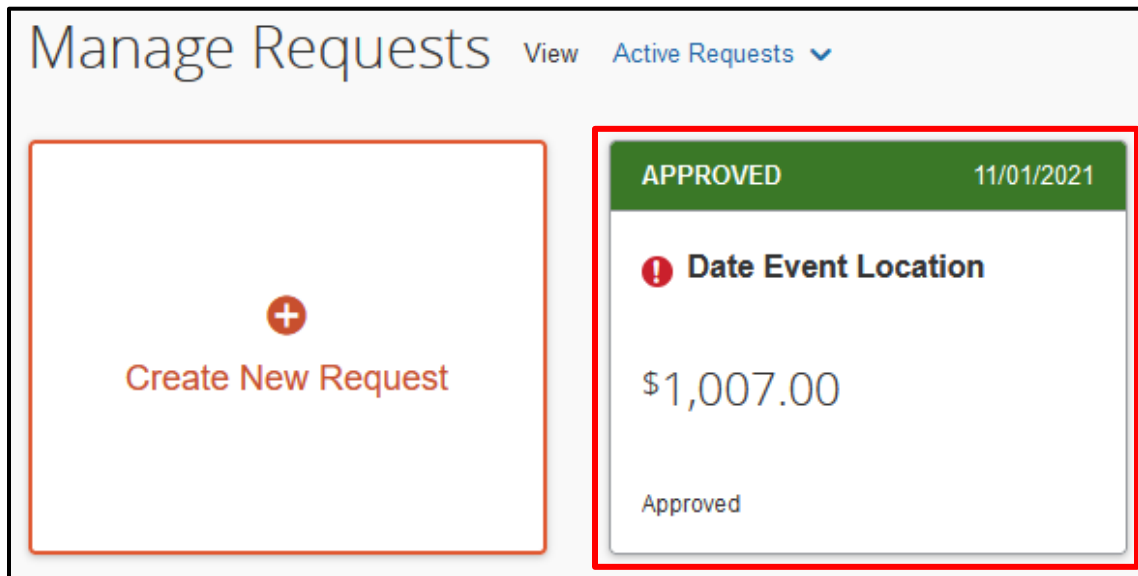 Manage Requests View Active Requests
Create New Request
APPROVED 11/01/2021
Date Event Location
$1,007.00
Approved